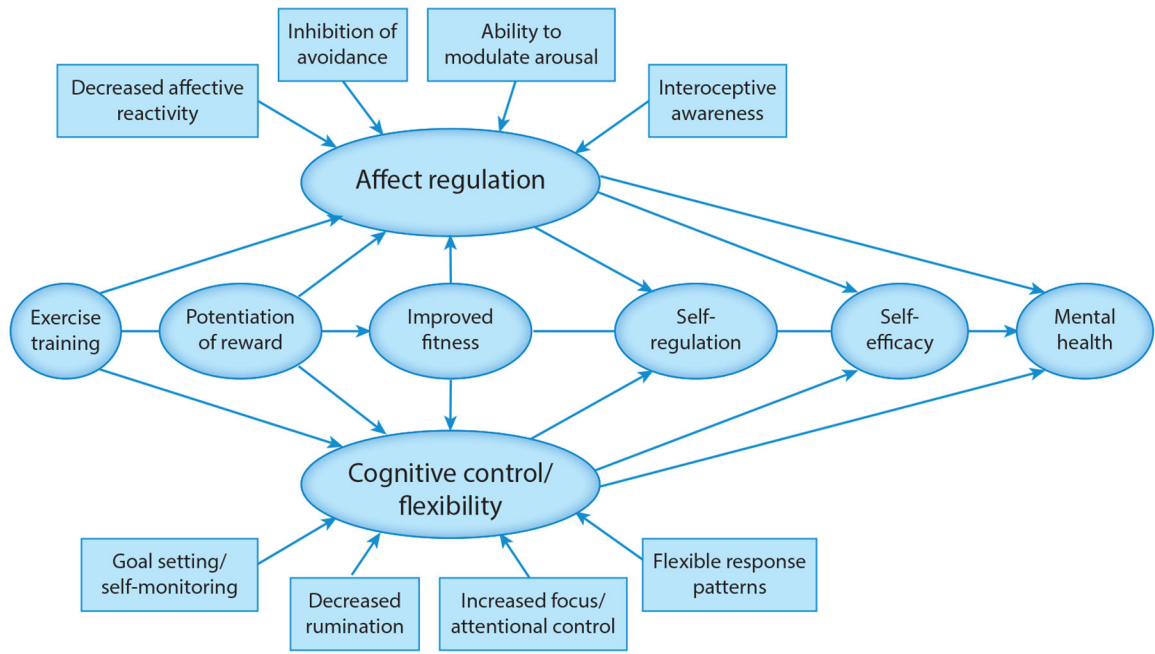 Inhibition of
avoidance
Ability to
modulate arousal
Decreased affective
reactivity
Interoceptive
awareness
Affect regulation
Exercise
training
Potentiation
of reward
Improved
fitness
Self-
regulation
Self-
efficacy
Mental
health
Cognitive control/
flexibility
Goal setting/
self-monitoring
Decreased
rumination
Increased focus/
attentional control
Flexible response
patterns